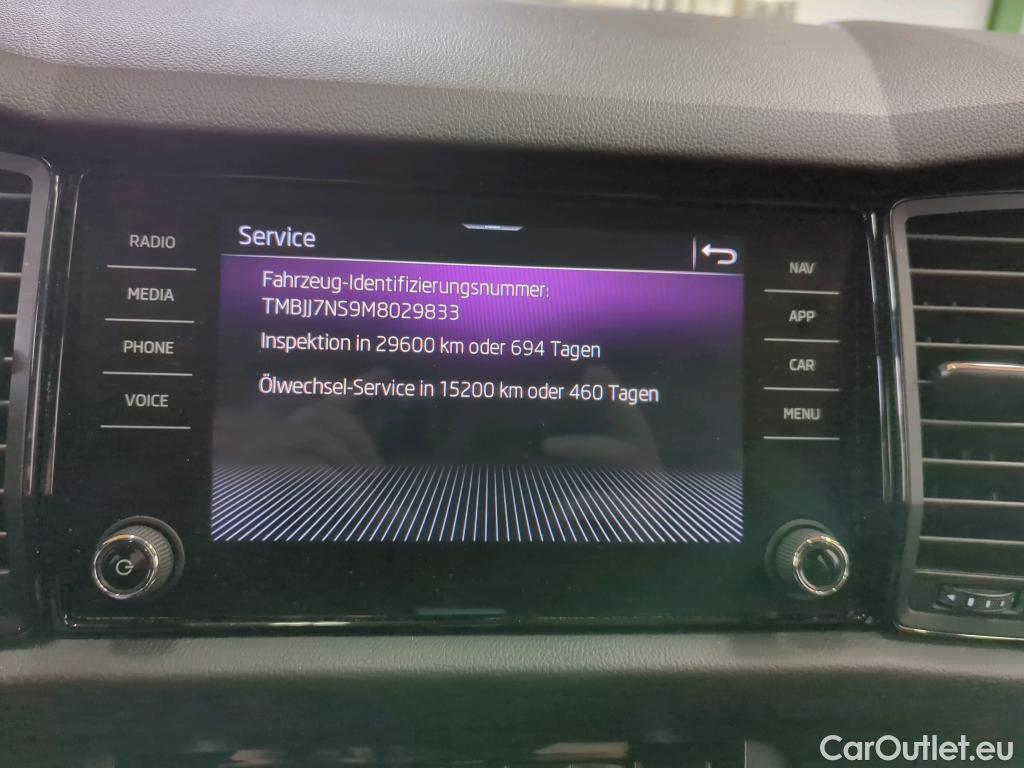 RADIO
MEDIA
PHONE
VOICE
Service
Fahrzeug-Identifizierungsnummer:
TMBJJ7NS9M8029833
Inspektion in 29600 km oder 694 Tagen
Ölwechsel-Service in 15200 km oder 460 Tagen
NAV
APP
CAR
MENU
CarOutlet.eu